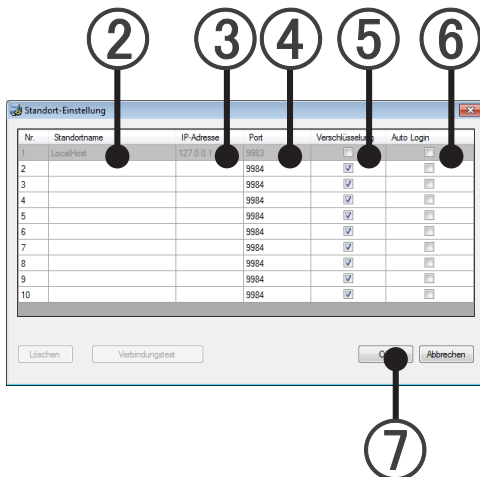 ② ③ ④ ⑤ ⑥
Standort-Einstellung
Nr. Standortname IP-Adresse Port Verschlüsselung Auto Login
1 LocalHost 127.0.0.1 9983
2 9984
3 9984
4 9984
5 9984
6 9984
7 9984
8 9984
9 9984
10 9984
Löschen Verbindungstest Abbrechen
⑦